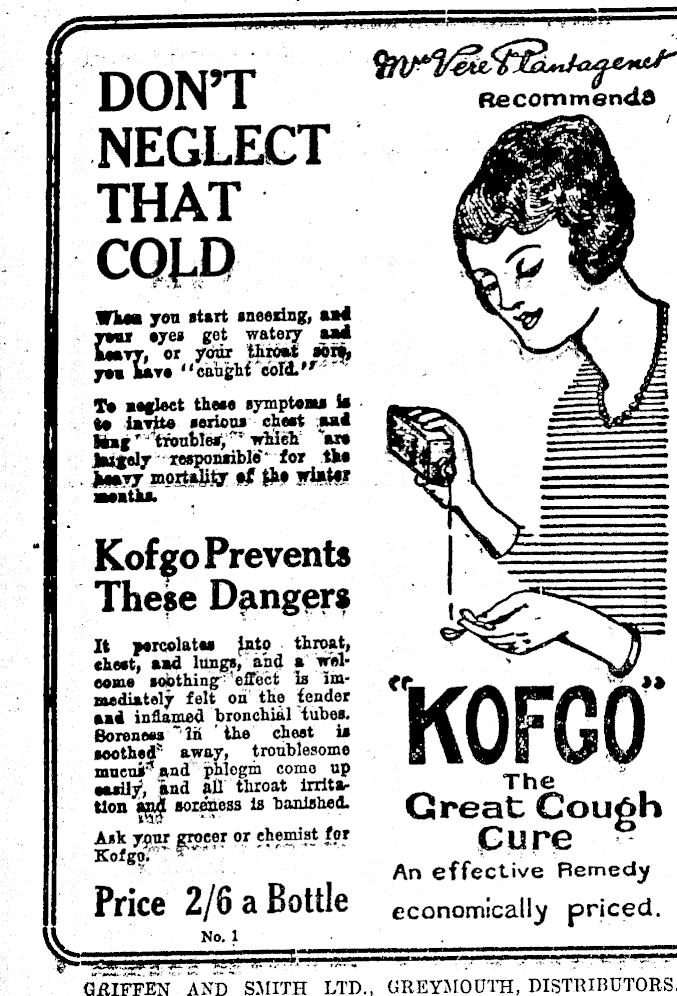 DON'T
NEGLECT
THAT
COLD
When you start sneezing, and
your eyes get watery and
heavy, or your throat sore,
you have "caught cold."
To neglect these symptoms is
to invite serious chest and
lung troubles, which are
largely responsible for the
heavy mortality of the winter
months.
Kofgo Prevents
These Dangers
It percolates into throat,
chest, and lungs, and a wel-
come soothing effect is im-
mediately felt on the tender
and inflamed bronchial tubes.
Soreness in the chest is
soothed away, troublesome
mucus and phlegm come up
easily, and all throat irrita-
tion and soreness is banished.
Ask your grocer or chemist for
Kofgo.
Price 2/6 a Bottle
No. 1
Mrs Vere Plantagenet
Recommends
"KOFGO"
The
Great Cough
Cure
An effective Remedy
economically priced.
GRIFFEN AND SMITH LTD., GREYMOUTH, DISTRIBUTORS.